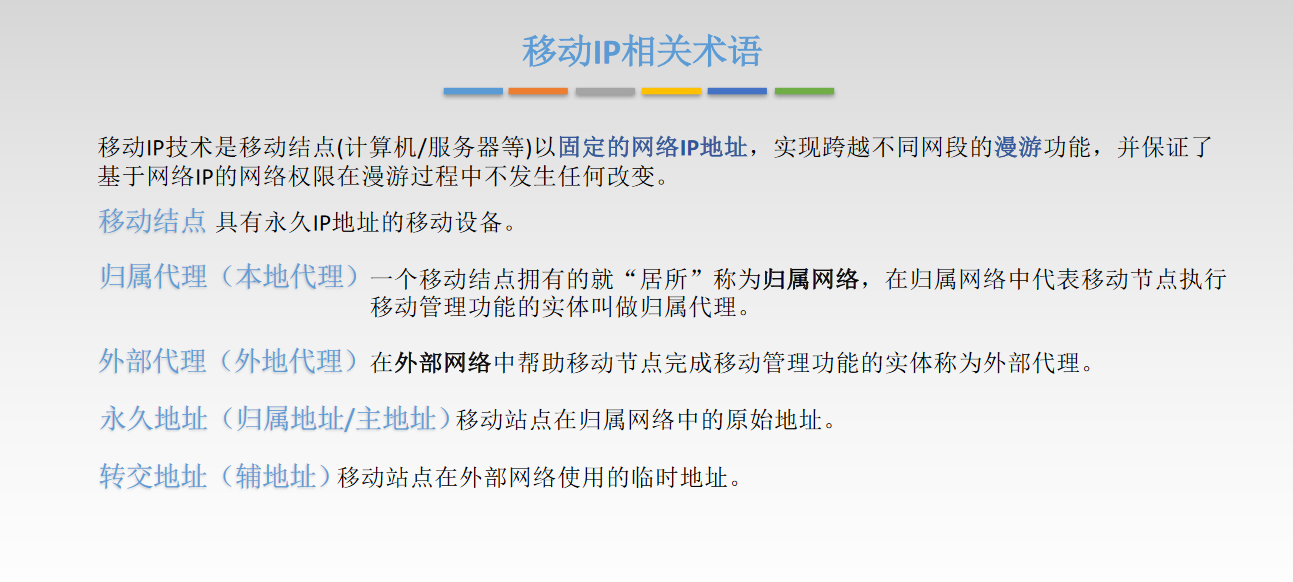 移动IP相关术语
移动IP技术是移动结点(计算机/服务器等)以固定的网络IP地址，实现跨越不同网段的漫游功能，并保证了
基于网络IP的网络权限在漫游过程中不发生任何改变。
移动结点 具有永久IP地址的移动设备。
归属代理（本地代理）一个移动结点拥有的就“居所”称为归属网络，在归属网络中代表移动节点执行
移动管理功能的实体叫做归属代理。
外部代理（外地代理）在外部网络中帮助移动节点完成移动管理功能的实体称为外部代理。
永久地址（归属地址/主地址）移动站点在归属网络中的原始地址。
转交地址（辅地址）移动站点在外部网络使用的临时地址。